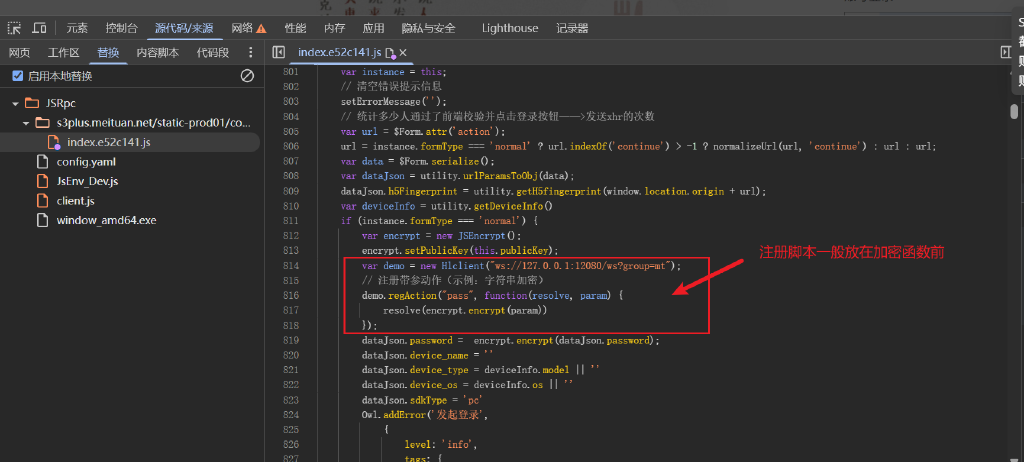 元素 控制台 源代码/来源 网络 性能 内存 应用 隐私与安全 Lighthouse 记录器
网页 工作区 替换 内容脚本 代码段 index.e52c141.js
启用本地替换
JSRpc
s3plus.meituan.net/static-prod01/co...
index.e52c141.js
config.yaml
JsEnv_Dev.js
client.js
window_amd64.exe
801 var instance = this;
802 // 清空错误提示信息
803 setErrorMessage('');
804 // 统计多少人通过了前端校验并点击登录按钮——>发送xhr的次数
805 var url = $Form.attr('action');
806 url = instance.formType === 'normal' ? url.indexOf('continue') > -1 ? normalizeUrl(url, 'continue') : url : url;
807 var data = $Form.serialize();
808 var dataJson = utility.urlParamsToObj(data);
809 dataJson.h5Fingerprint = utility.getH5fingerprint(window.location.origin + url);
810 var deviceInfo = utility.getDeviceInfo()
811 if (instance.formType === 'normal') {
812 var encrypt = new JSEncrypt();
813 encrypt.setPublicKey(this.publicKey);
814 var demo = new Hlclient("ws://127.0.0.1:12080/ws?group=mt");
815 // 注册带参动作（示例：字符串加密）
816 demo.regAction("pass", function(resolve, param) {
817 resolve(encrypt.encrypt(param))
818 });
819 dataJson.password = encrypt.encrypt(dataJson.password);
820 dataJson.device_name = ''
821 dataJson.device_type = deviceInfo.model || ''
822 dataJson.device_os = deviceInfo.os || ''
823 dataJson.sdkType = 'pc'
824 Owl.addError('发起登录',
825 {
826 level: 'info',
827 tags: {
注册脚本一般放在加密函数前